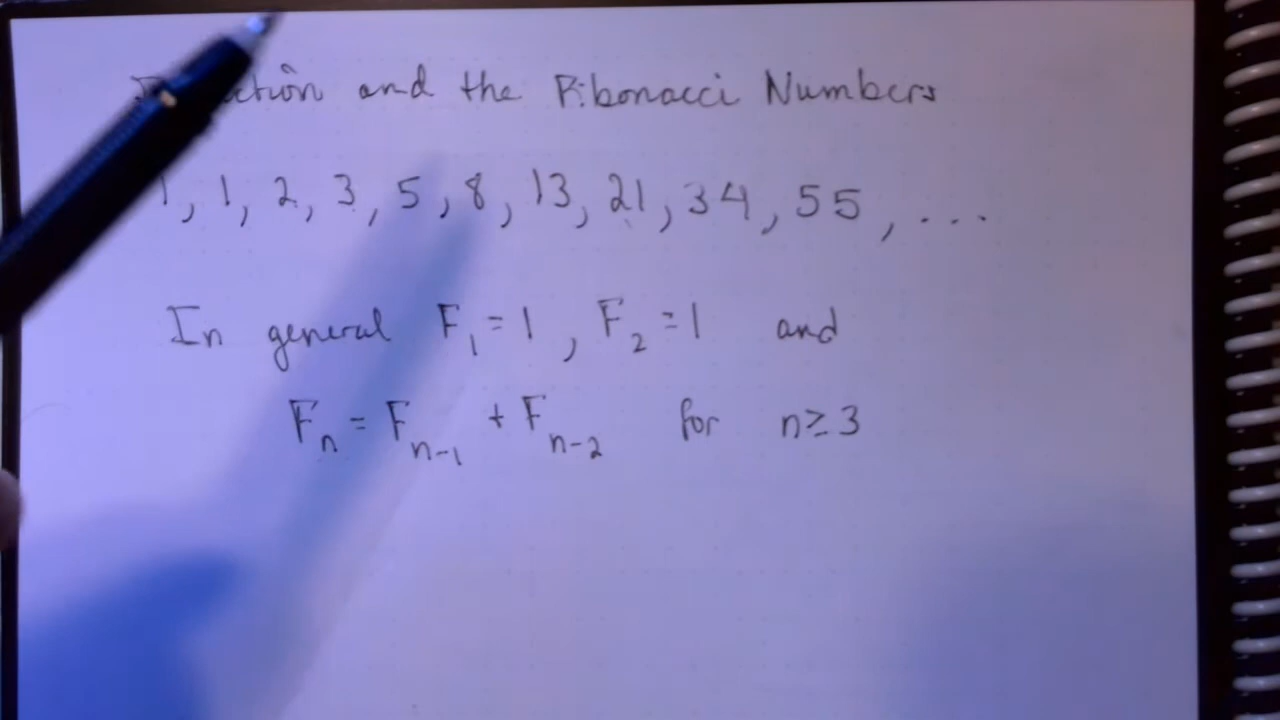 and the Fibonacci Numbers
1, 1, 2, 3, 5, 8, 13, 21, 34, 55, ...
In general F₁ = 1, F₂ = 1 and
Fₙ = Fₙ₋₁ + Fₙ₋₂ for n ≥ 3